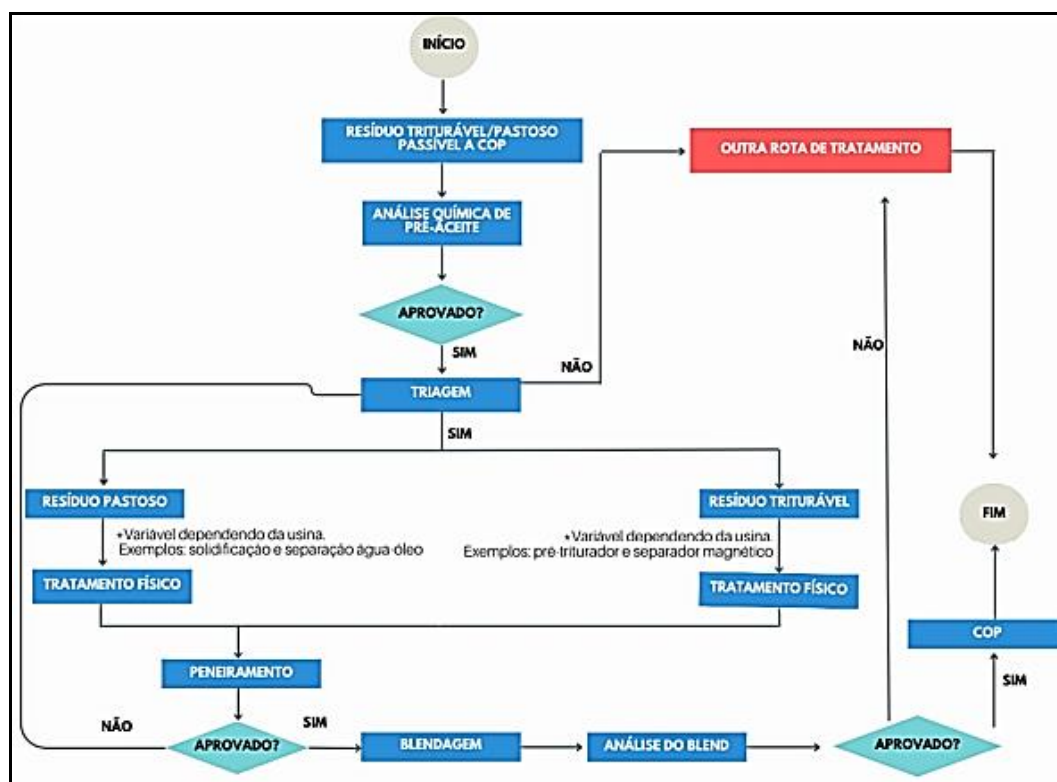 INÍCIO
RESÍDUO TRITURÁVEL/PASTOSO
PASSÍVEL A COP
OUTRA ROTA DE TRATAMENTO
ANÁLISE QUÍMICA DE
PRÉ-ACEITE
APROVADO?
SIM
NÃO
NÃO
TRIAGEM
SIM
RESÍDUO PASTOSO
RESÍDUO TRITURÁVEL
FIM
*Variável dependendo da usina.
Exemplos: solidificação e separação água-óleo
*Variável dependendo da usina.
Exemplos: pré-triturador e separador magnético
TRATAMENTO FÍSICO
TRATAMENTO FÍSICO
COP
PENEIRAMENTO
SIM
NÃO
SIM
APROVADO?
BLENDAGEM
ANÁLISE DO BLEND
APROVADO?